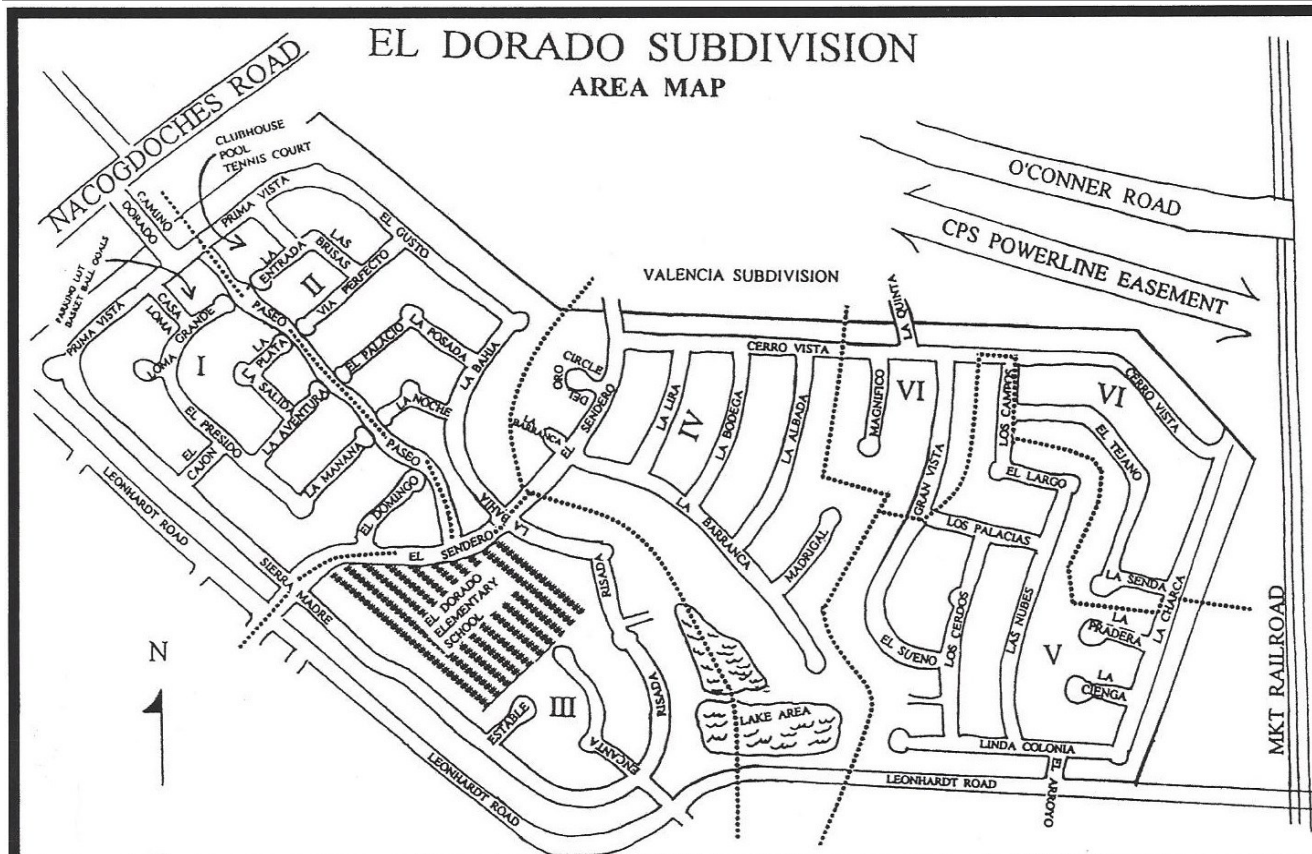 EL DORADO SUBDIVISION
AREA MAP
NACOGDOCHES ROAD
CLUBHOUSE
POOL
TENNIS COURT
CAMINO
DORADO
PRIMA VISTA
EL GUSTO
LA
ENTRADA
LAS
BRISAS
II
VIA PERFECTO
PARKING LOT
BASKET BALL GOALS
PRIMA VISTA
CASA
LOMA
LOMA GRANDE
PASEO
I
LA
PLATA
LA SALIDA
LA AVENTURA
EL PALACIO
LA POSADA
LA BAHIA
LA NOCHE
PASEO
EL PRESIDO
EL
CAJON
LA MANANA
EL DOMINGO
LEONHARDT ROAD
SIERRA
MADRE
EL SENDERO
LA
BAHIA
O'CONNER ROAD
CPS POWERLINE EASEMENT
VALENCIA SUBDIVISION
LA QUINTA
CERRO VISTA
ORO
DEL
CIRCLE
EL
SENDERO
LA
BARRANCA
LA LIRA
IV
LA BODEGA
LA ALBADA
MAGNIFICO
VI
LOS CAMPOS
VI
CERRO VISTA
EL TEJANO
EL LARGO
GRAN VISTA
LOS PALACIAS
LA BARRANCA
MADRIGAL
EL DORADO
ELEMENTARY
SCHOOL
RISADA
RISADA
III
ESTABLE
ENCANTA
LAKE AREA
EL SUENO
LOS CERDOS
LAS NUBES
LA SENDA
LA
PRADERA
LA CHARCA
V
LA
CIENGA
LINDA COLONIA
EL ARROYO
LEONHARDT ROAD
LEONHARDT ROAD
MKT RAILROAD
N